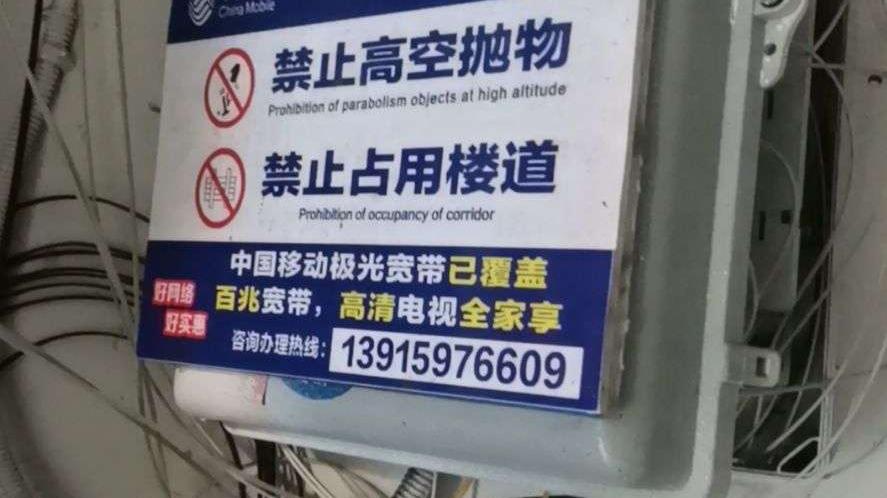 China Mobile
禁止高空抛物
Prohibition of parabolism objects at high altitude
禁止占用楼道
Prohibition of occupancy of corridor
中国移动极光宽带已覆盖
好网络
百兆宽带，高清电视全家享
好实惠
咨询办理热线：13915976609